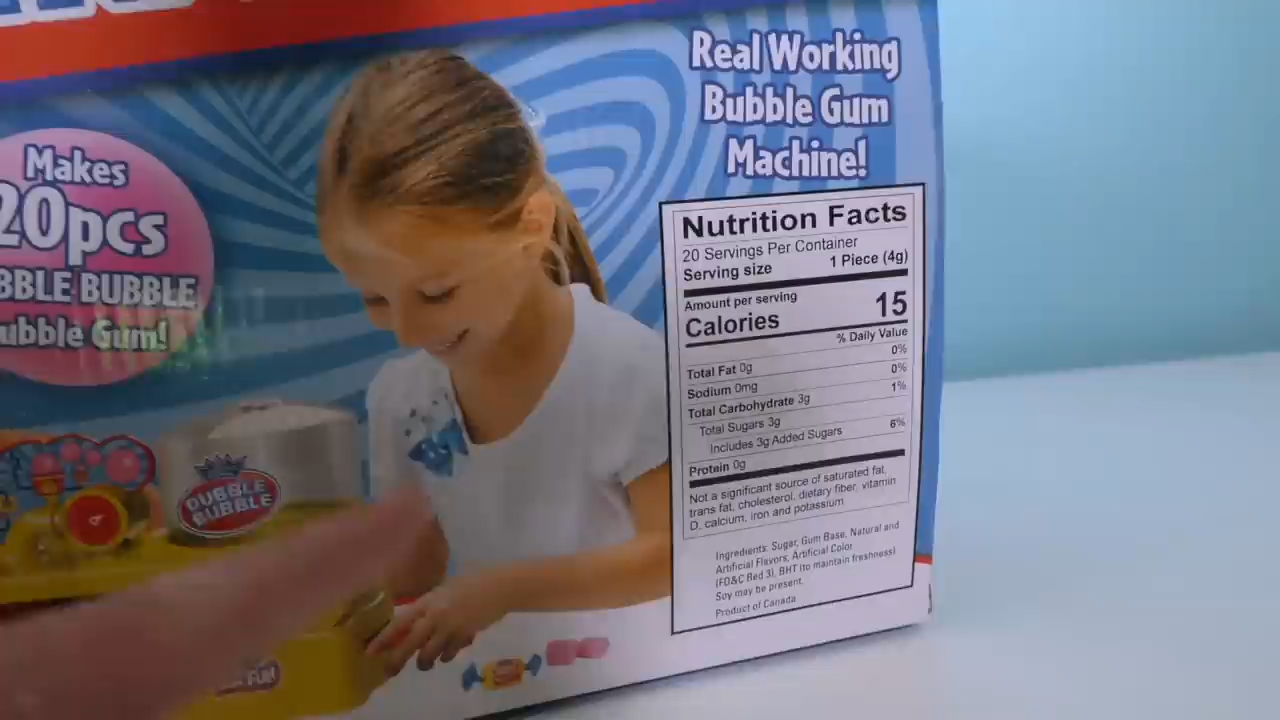 Real Working
Bubble Gum
Machine!
Makes
20pcs
BBLE BUBBLE
ubble Gum!
DUBBLE
BUBBLE
FUN
Nutrition Facts
20 Servings Per Container
Serving size 1 Piece (4g)
Amount per serving
Calories 15
% Daily Value
Total Fat 0g 0%
Sodium 0mg 0%
Total Carbohydrate 3g 1%
Total Sugars 3g
Includes 3g Added Sugars 6%
Protein 0g
Not a significant source of saturated fat,
trans fat, cholesterol, dietary fiber, vitamin
D, calcium, iron and potassium.
Ingredients: Sugar, Gum Base, Natural and
Artificial Flavors, Artificial Color
(FD&C Red 3), BHT (to maintain freshness)
Soy may be present.
Product of Canada